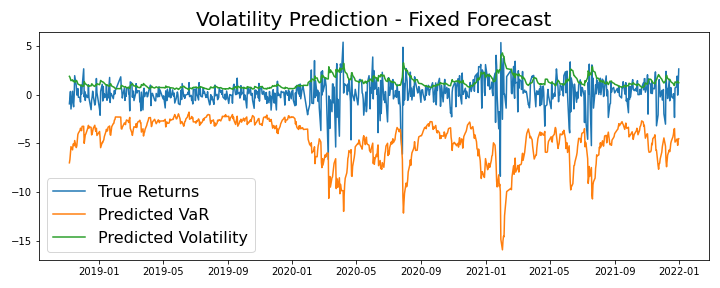 Volatility Prediction - Fixed Forecast
5
0
−5
−10
−15
True Returns
Predicted VaR
Predicted Volatility
2019-01 2019-05 2019-09 2020-01 2020-05 2020-09 2021-01 2021-05 2021-09 2022-01